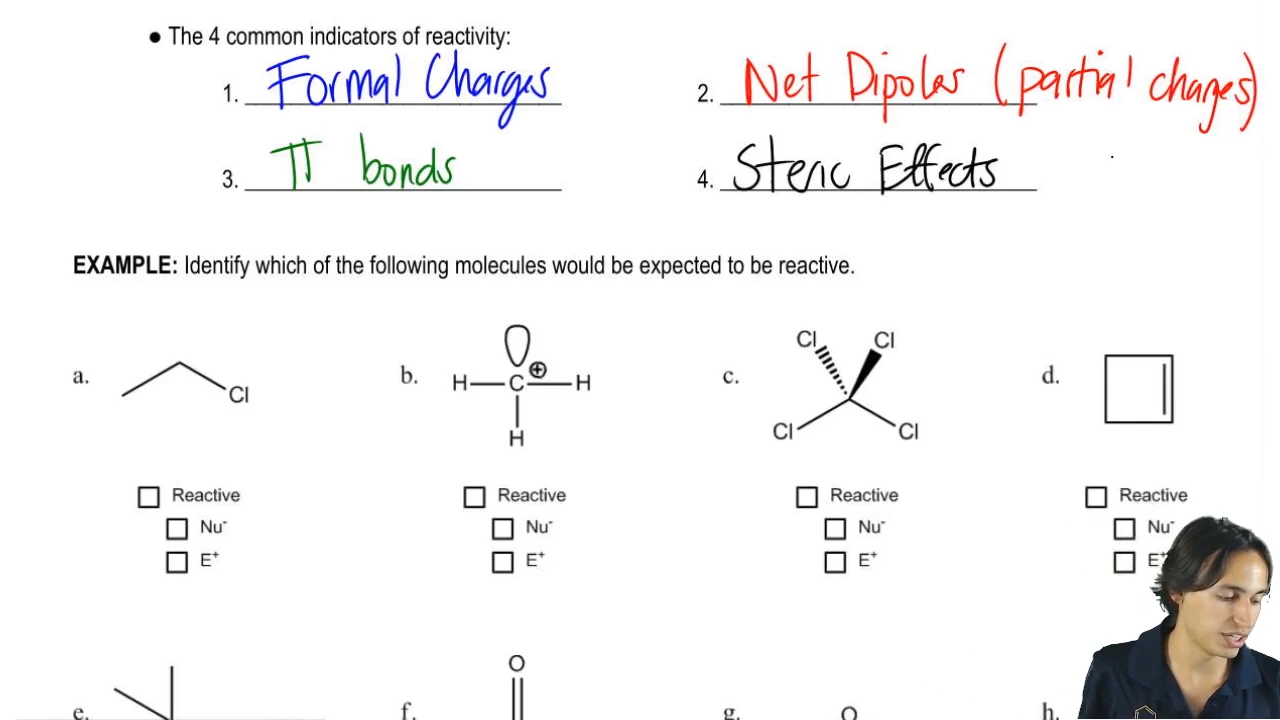 ● The 4 common indicators of reactivity:
1. Formal Charges 2. Net Dipoles (partial charges)
3. π bonds 4. Steric Effects
EXAMPLE: Identify which of the following molecules would be expected to be reactive.
Cl Cl
a. Cl b. H C ⊕ H c. d.
H Cl Cl
Reactive Reactive Reactive Reactive
Nu⁻ Nu⁻ Nu⁻ Nu⁻
E⁺ E⁺ E⁺ E⁺
O
e. f. g. O h.